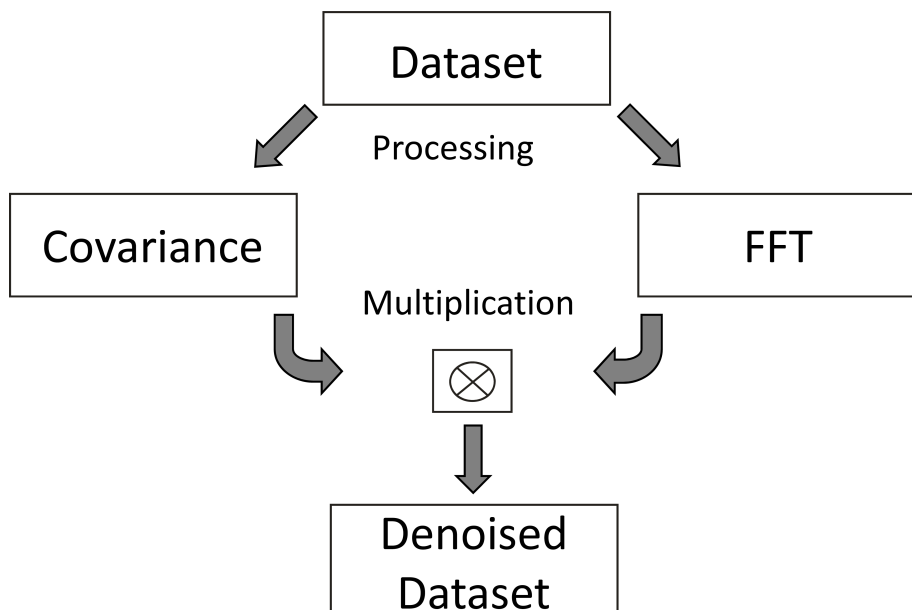 Dataset
Processing
Covariance
FFT
Multiplication
Denoised
Dataset